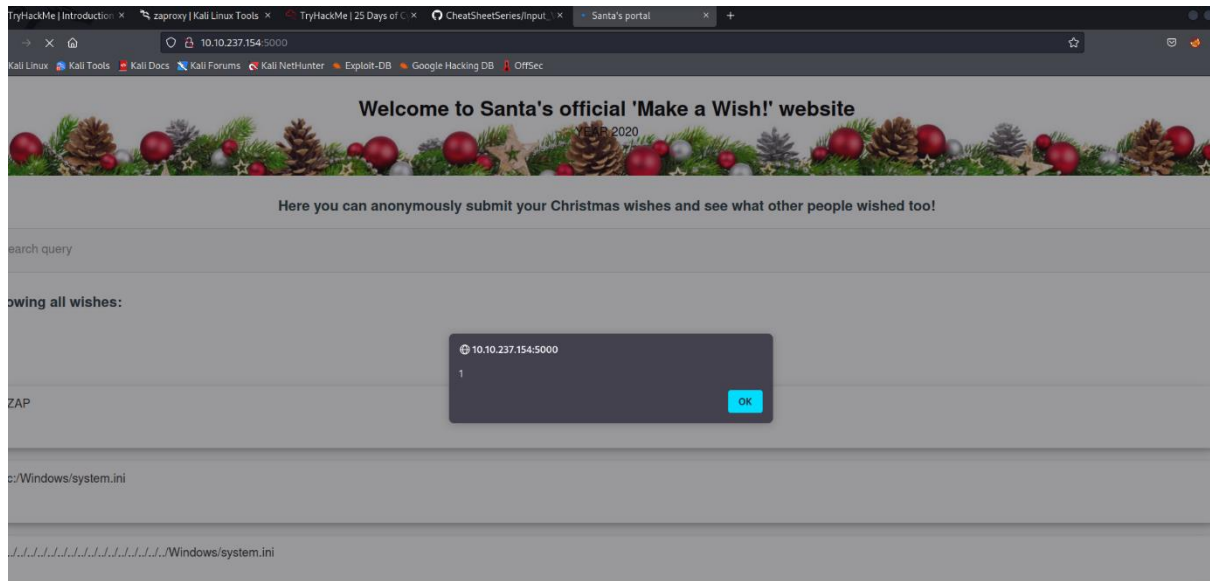 TryHackMe | Introduction × zaproxy | Kali Linux Tools × TryHackMe | 25 Days of C × CheatSheetSeries/Input_V × Santa's portal × +
10.10.237.154:5000
Kali Linux Kali Tools Kali Docs Kali Forums Kali NetHunter Exploit-DB Google Hacking DB OffSec
Welcome to Santa's official 'Make a Wish!' website
YEAR 2020
Here you can anonymously submit your Christmas wishes and see what other people wished too!
earch query
owing all wishes:
10.10.237.154:5000
1
OK
ZAP
c:/Windows/system.ini
../../../../../../../../../../../../../../../../Windows/system.ini